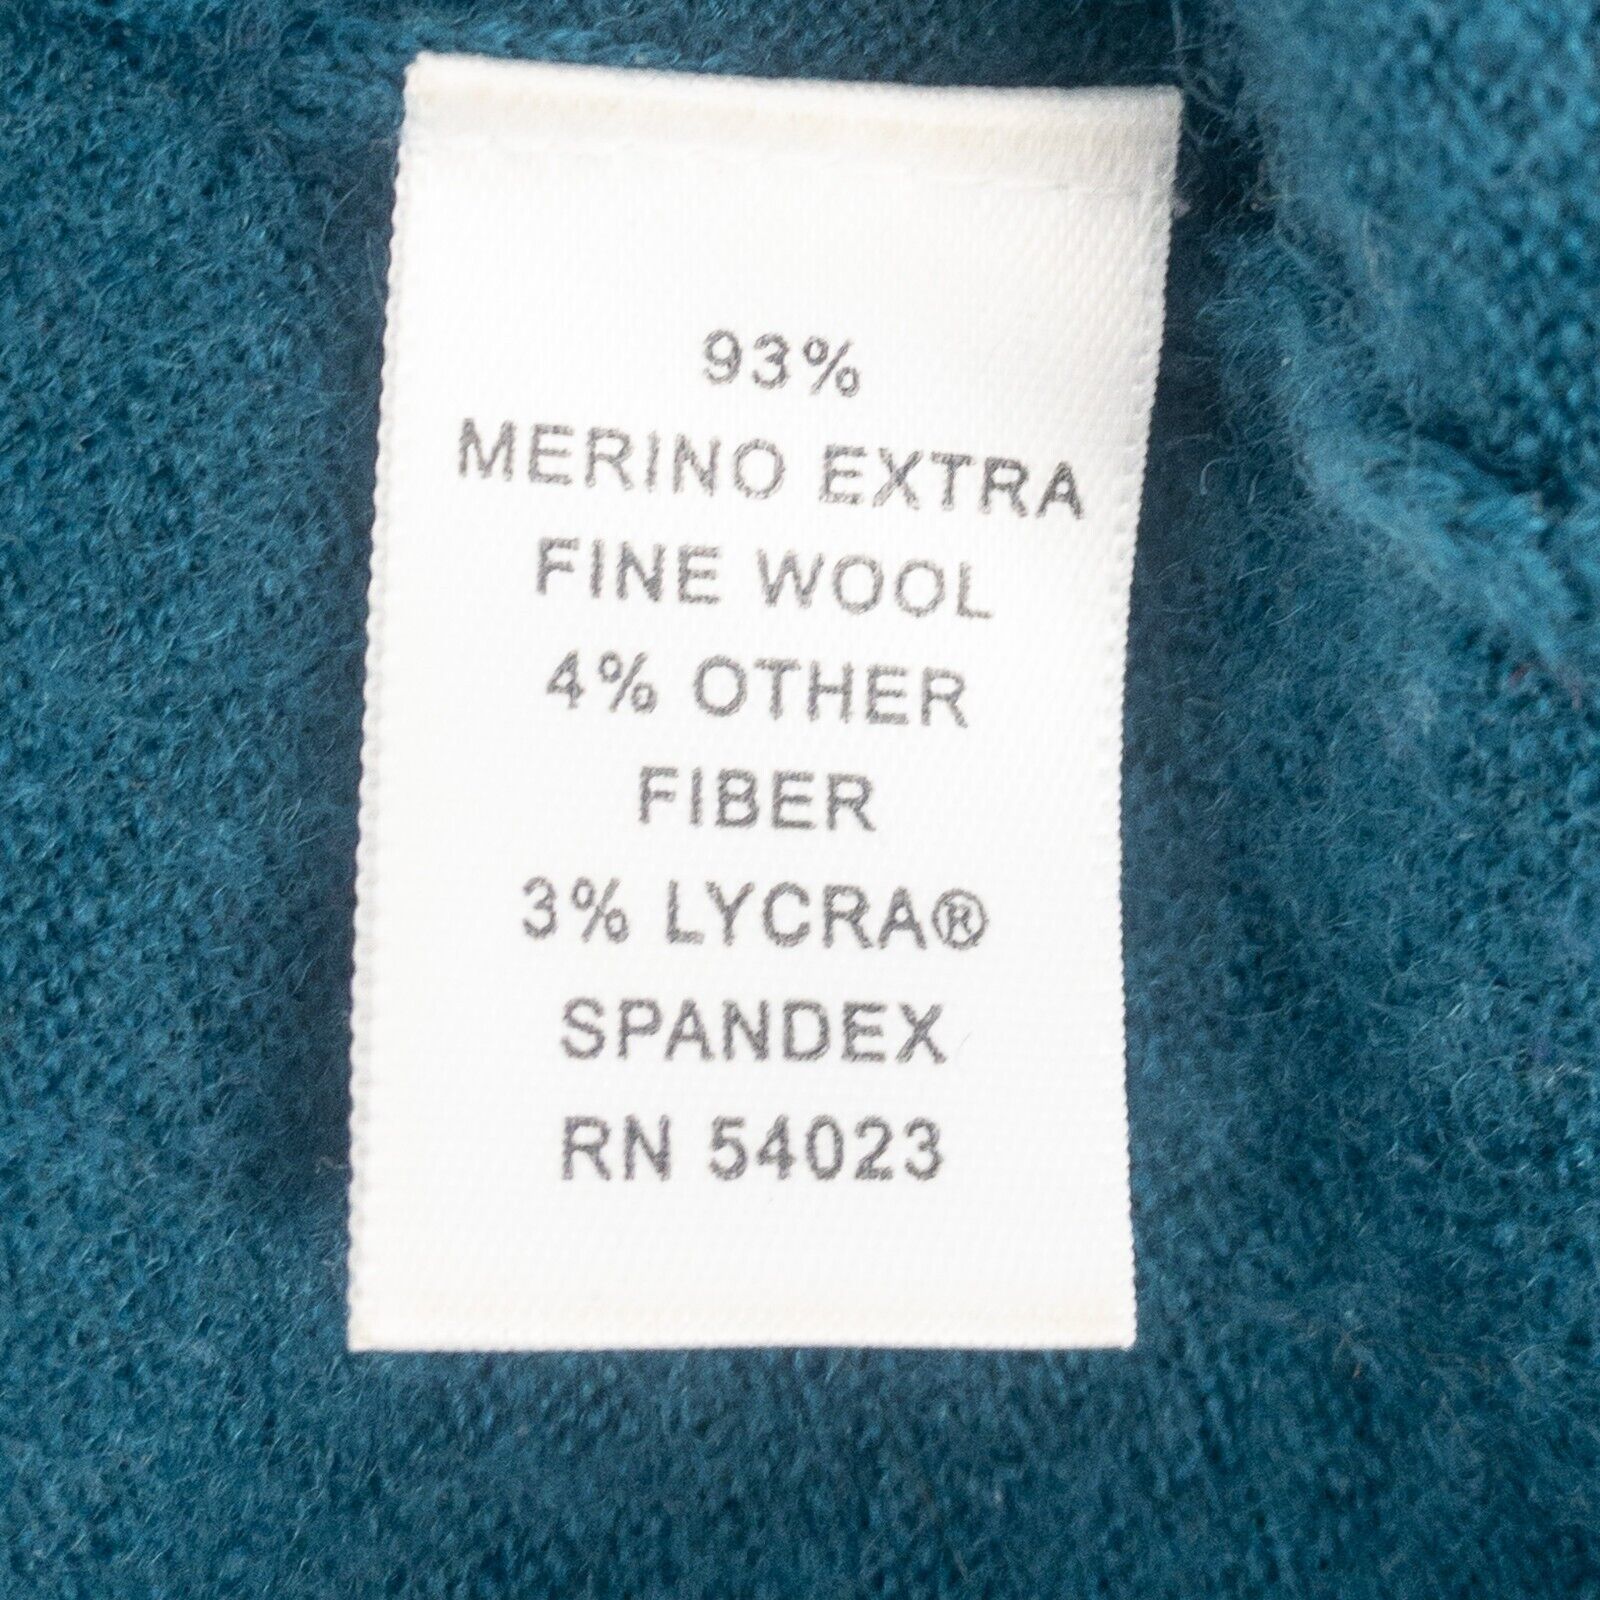 93%
MERINO EXTRA
FINE WOOL
4% OTHER
FIBER
3% LYCRA®
SPANDEX
RN 54023